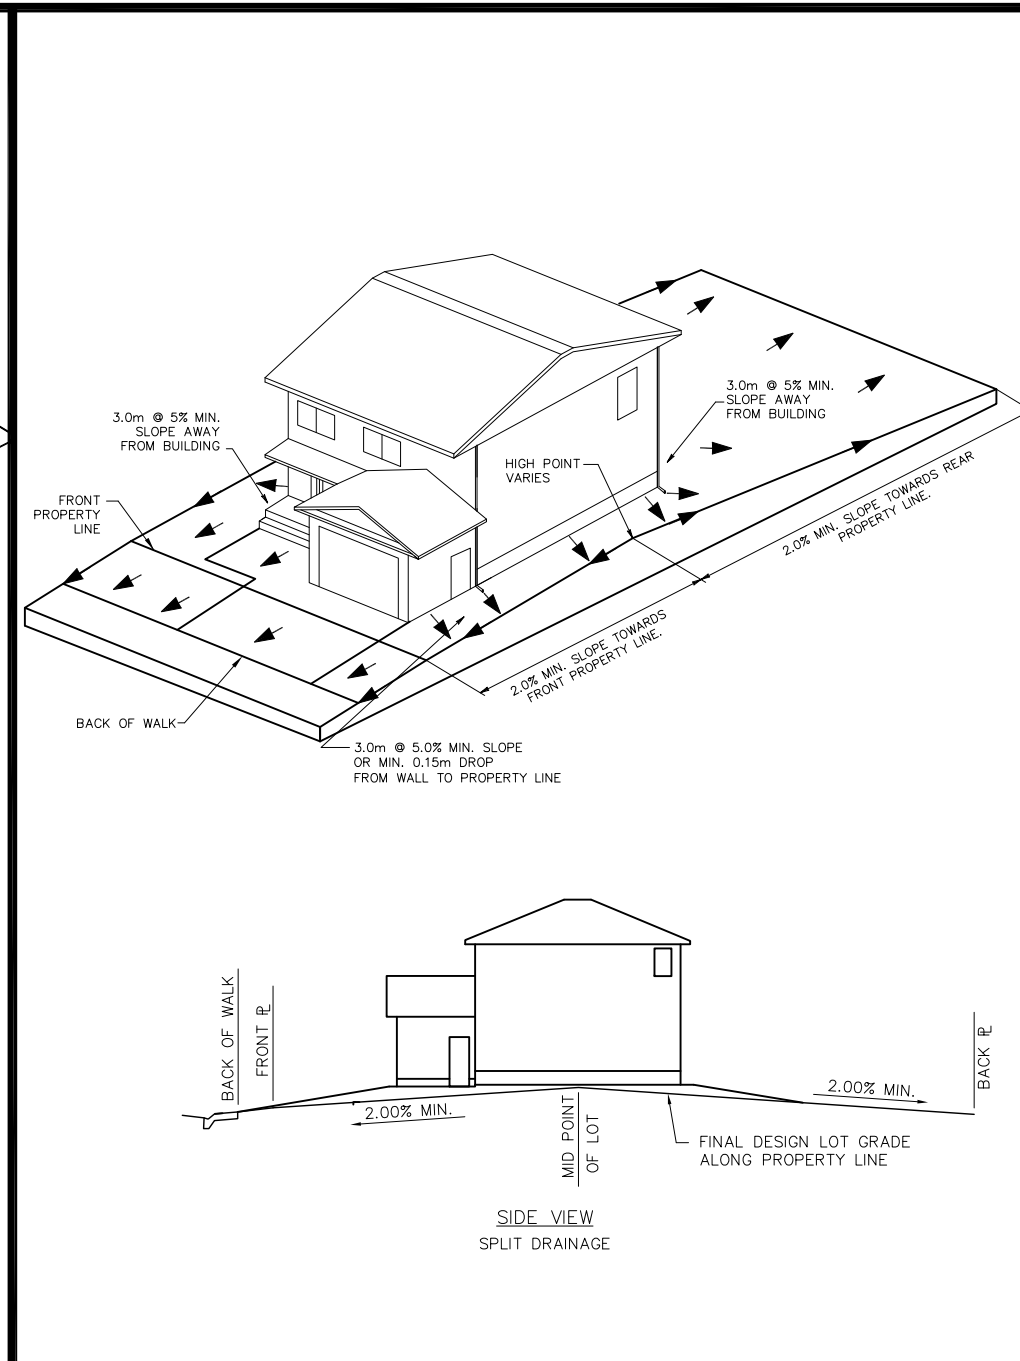 3.0m @ 5% MIN.
SLOPE AWAY
FROM BUILDING
3.0m @ 5% MIN.
SLOPE AWAY
FROM BUILDING
HIGH POINT
VARIES
FRONT
PROPERTY
LINE
2.0% MIN. SLOPE TOWARDS REAR
PROPERTY LINE.
2.0% MIN. SLOPE TOWARDS
FRONT PROPERTY LINE.
BACK OF WALK
3.0m @ 5.0% MIN. SLOPE
OR MIN. 0.15m DROP
FROM WALL TO PROPERTY LINE
BACK OF WALK
FRONT ⅊
BACK ⅊
2.00% MIN.
2.00% MIN.
MID POINT
OF LOT
FINAL DESIGN LOT GRADE
ALONG PROPERTY LINE
SIDE VIEW
SPLIT DRAINAGE